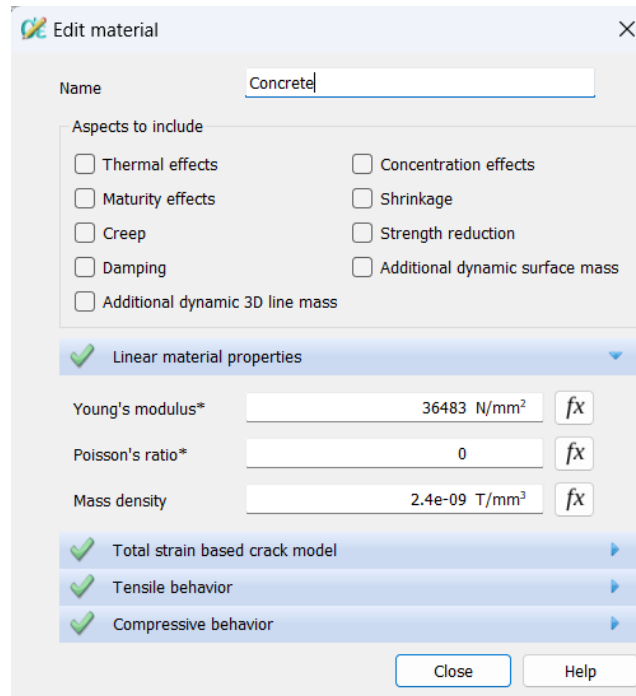 Edit material
Name Concrete
Aspects to include
Thermal effects Concentration effects
Maturity effects Shrinkage
Creep Strength reduction
Damping Additional dynamic surface mass
Additional dynamic 3D line mass
Linear material properties
Young's modulus* 36483 N/mm² fx
Poisson's ratio* 0 fx
Mass density 2.4e-09 T/mm³ fx
Total strain based crack model
Tensile behavior
Compressive behavior
Close Help